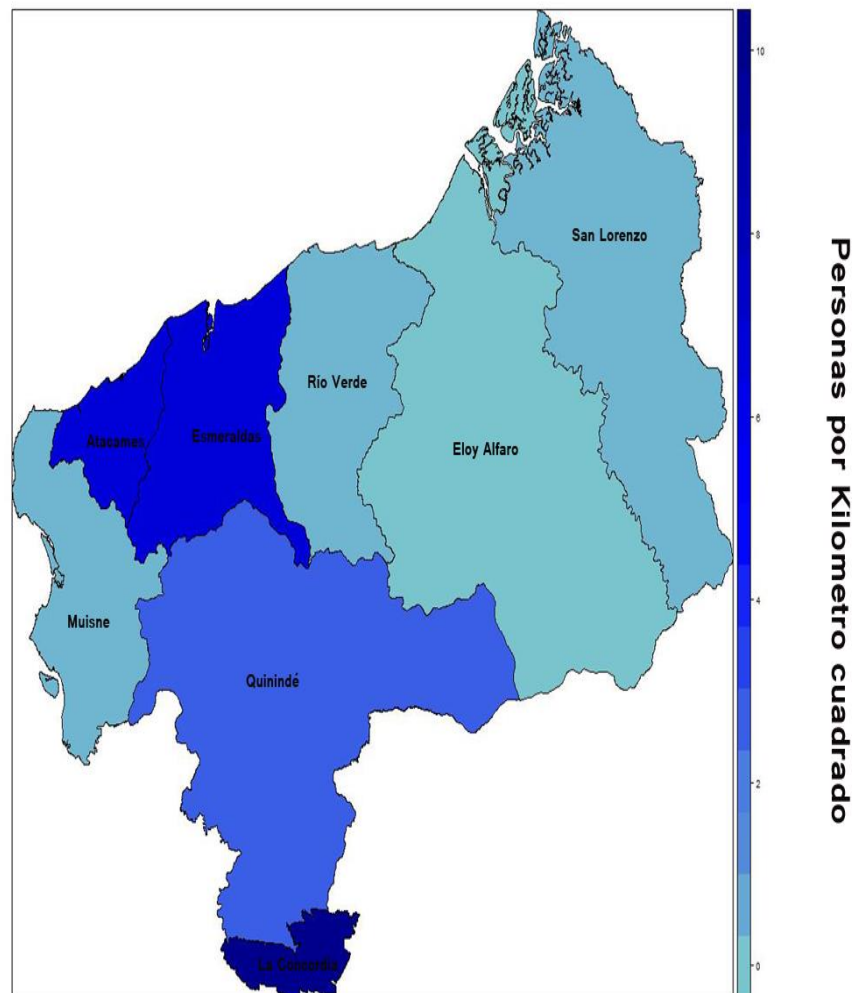 10
San Lorenzo
8
Río Verde
Atacames
Esmeraldas
Eloy Alfaro
6
Muisne
4
Quinindé
2
La Concordia
0
Personas por Kilometro cuadrado